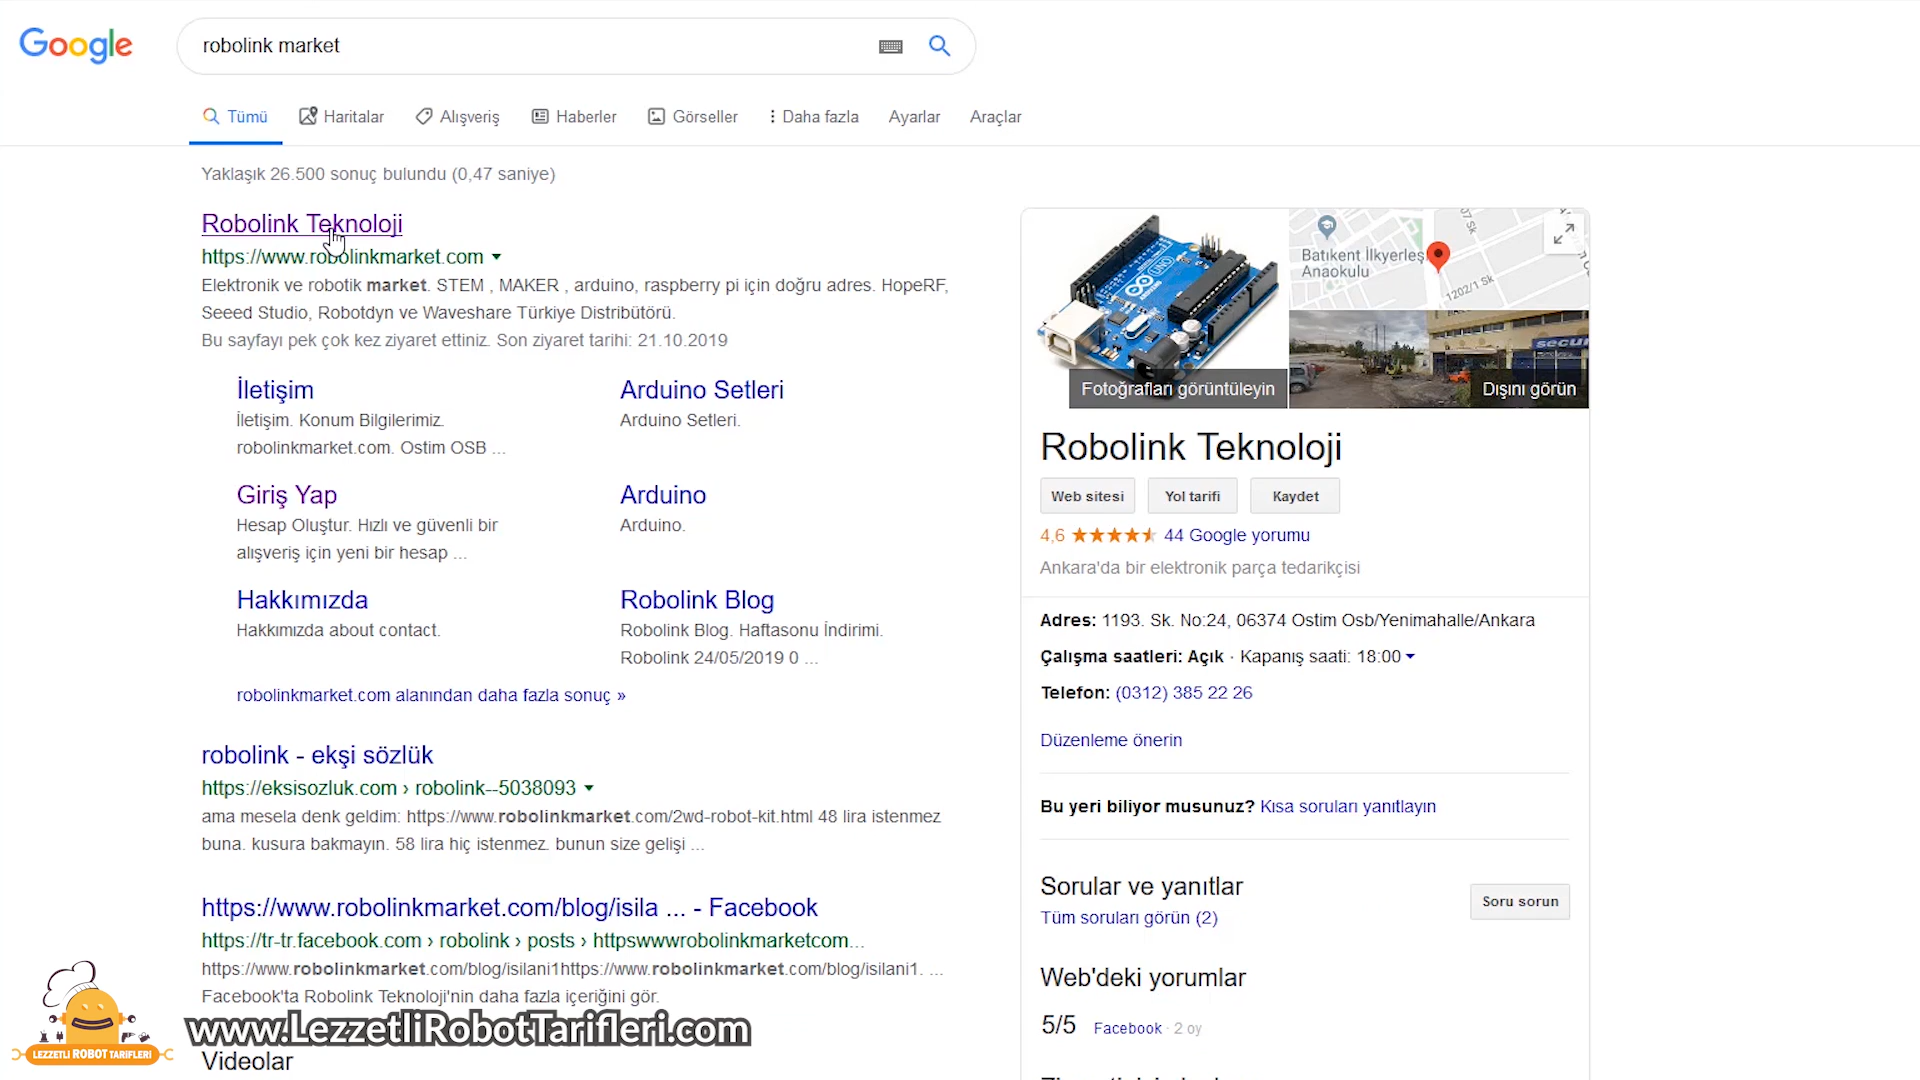 Google
robolink market
Tümü
Haritalar
Alışveriş
Haberler
Görseller
Daha fazla
Ayarlar
Araçlar
Yaklaşık 26.500 sonuç bulundu (0,47 saniye)
Robolink Teknoloji
https://www.robolinkmarket.com
Elektronik ve robotik market. STEM , MAKER , arduino, raspberry pi için doğru adres. HopeRF,
Seeed Studio, Robotdyn ve Waveshare Türkiye Distribütörü.
Bu sayfayı pek çok kez ziyaret ettiniz. Son ziyaret tarihi: 21.10.2019
İletişim
İletişim. Konum Bilgilerimiz.
robolinkmarket.com. Ostim OSB ...
Arduino Setleri
Arduino Setleri.
Giriş Yap
Hesap Oluştur. Hızlı ve güvenli bir
alışveriş için yeni bir hesap ...
Arduino
Arduino.
Hakkımızda
Hakkımızda about contact.
Robolink Blog
Robolink Blog. Haftasonu İndirimi.
Robolink 24/05/2019 0 ...
robolinkmarket.com alanından daha fazla sonuç »
robolink - ekşi sözlük
https://eksisozluk.com › robolink--5038093
ama mesela denk geldim: https://www.robolinkmarket.com/2wd-robot-kit.html 48 lira istenmez
buna. kusura bakmayın. 58 lira hiç istenmez. bunun size gelişi ...
https://www.robolinkmarket.com/blog/isila ... - Facebook
https://tr-tr.facebook.com › robolink › posts › httpswwwrobolinkmarketcom...
https://www.robolinkmarket.com/blog/isilani1https://www.robolinkmarket.com/blog/isilani1. ...
Facebook'ta Robolink Teknoloji'nin daha fazla içeriğini gör.
LEZZETLİ ROBOT TARİFLERİ
www.LezzetliRobotTarifleri.com
Videolar
UNO
Fotoğrafları görüntüleyin
Batıkent İlkyerleş
Anaokulu
07 Sk
1202/1 Sk
secu
Dışını görün
Robolink Teknoloji
Web sitesi
Yol tarifi
Kaydet
4,6 44 Google yorumu
Ankara'da bir elektronik parça tedarikçisi
Adres: 1193. Sk. No:24, 06374 Ostim Osb/Yenimahalle/Ankara
Çalışma saatleri: Açık · Kapanış saati: 18:00
Telefon: (0312) 385 22 26
Düzenleme önerin
Bu yeri biliyor musunuz? Kısa soruları yanıtlayın
Sorular ve yanıtlar
Tüm soruları görün (2)
Soru sorun
Web'deki yorumlar
5/5 Facebook · 2 oy